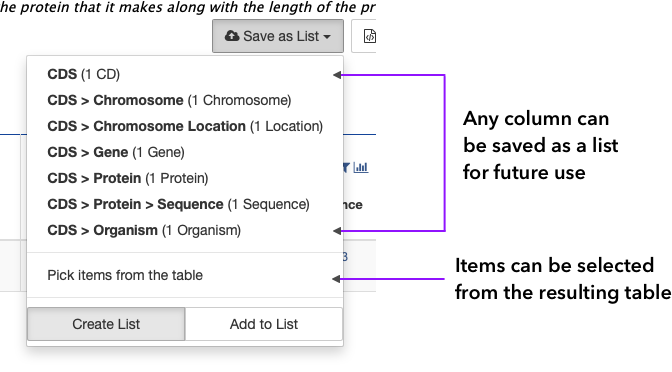 he protein that it makes along with the length of the pr
Save as List
CDS (1 CD)
CDS > Chromosome (1 Chromosome)
CDS > Chromosome Location (1 Location)
CDS > Gene (1 Gene)
CDS > Protein (1 Protein)
CDS > Protein > Sequence (1 Sequence)
nce
CDS > Organism (1 Organism)
3
Pick items from the table
Create List
Add to List
Any column can
be saved as a list
for future use
Items can be selected
from the resulting table